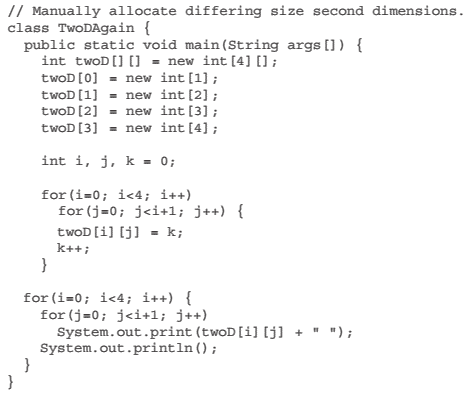 // Manually allocate differing size second dimensions.
class TwoDAgain {
  public static void main(String args[]) {
    int twoD[][] = new int[4][];
    twoD[0] = new int[1];
    twoD[1] = new int[2];
    twoD[2] = new int[3];
    twoD[3] = new int[4];

    int i, j, k = 0;

    for(i=0; i<4; i++)
      for(j=0; j<i+1; j++) {
      twoD[i][j] = k;
      k++;
    }

  for(i=0; i<4; i++) {
    for(j=0; j<i+1; j++)
      System.out.print(twoD[i][j] + " ");
    System.out.println();
  }
}